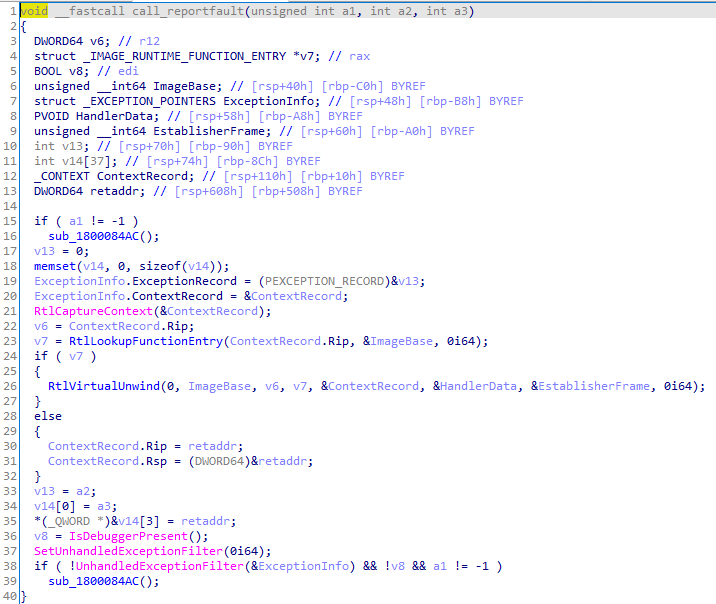 1 void __fastcall call_reportfault(unsigned int a1, int a2, int a3)
2 {
3 DWORD64 v6; // r12
4 struct _IMAGE_RUNTIME_FUNCTION_ENTRY *v7; // rax
5 BOOL v8; // edi
6 unsigned __int64 ImageBase; // [rsp+40h] [rbp-C0h] BYREF
7 struct _EXCEPTION_POINTERS ExceptionInfo; // [rsp+48h] [rbp-B8h] BYREF
8 PVOID HandlerData; // [rsp+58h] [rbp-A8h] BYREF
9 unsigned __int64 EstablisherFrame; // [rsp+60h] [rbp-A0h] BYREF
10 int v13; // [rsp+70h] [rbp-90h] BYREF
11 int v14[37]; // [rsp+74h] [rbp-8Ch] BYREF
12 _CONTEXT ContextRecord; // [rsp+110h] [rbp+10h] BYREF
13 DWORD64 retaddr; // [rsp+608h] [rbp+508h] BYREF
14
15 if ( a1 != -1 )
16 sub_1800084AC();
17 v13 = 0;
18 memset(v14, 0, sizeof(v14));
19 ExceptionInfo.ExceptionRecord = (PEXCEPTION_RECORD)&v13;
20 ExceptionInfo.ContextRecord = &ContextRecord;
21 RtlCaptureContext(&ContextRecord);
22 v6 = ContextRecord.Rip;
23 v7 = RtlLookupFunctionEntry(ContextRecord.Rip, &ImageBase, 0i64);
24 if ( v7 )
25 {
26 RtlVirtualUnwind(0, ImageBase, v6, v7, &ContextRecord, &HandlerData, &EstablisherFrame, 0i64);
27 }
28 else
29 {
30 ContextRecord.Rip = retaddr;
31 ContextRecord.Rsp = (DWORD64)&retaddr;
32 }
33 v13 = a2;
34 v14[0] = a3;
35 *(_QWORD *)&v14[3] = retaddr;
36 v8 = IsDebuggerPresent();
37 SetUnhandledExceptionFilter(0i64);
38 if ( !UnhandledExceptionFilter(&ExceptionInfo) && !v8 && a1 != -1 )
39 sub_1800084AC();
40 }